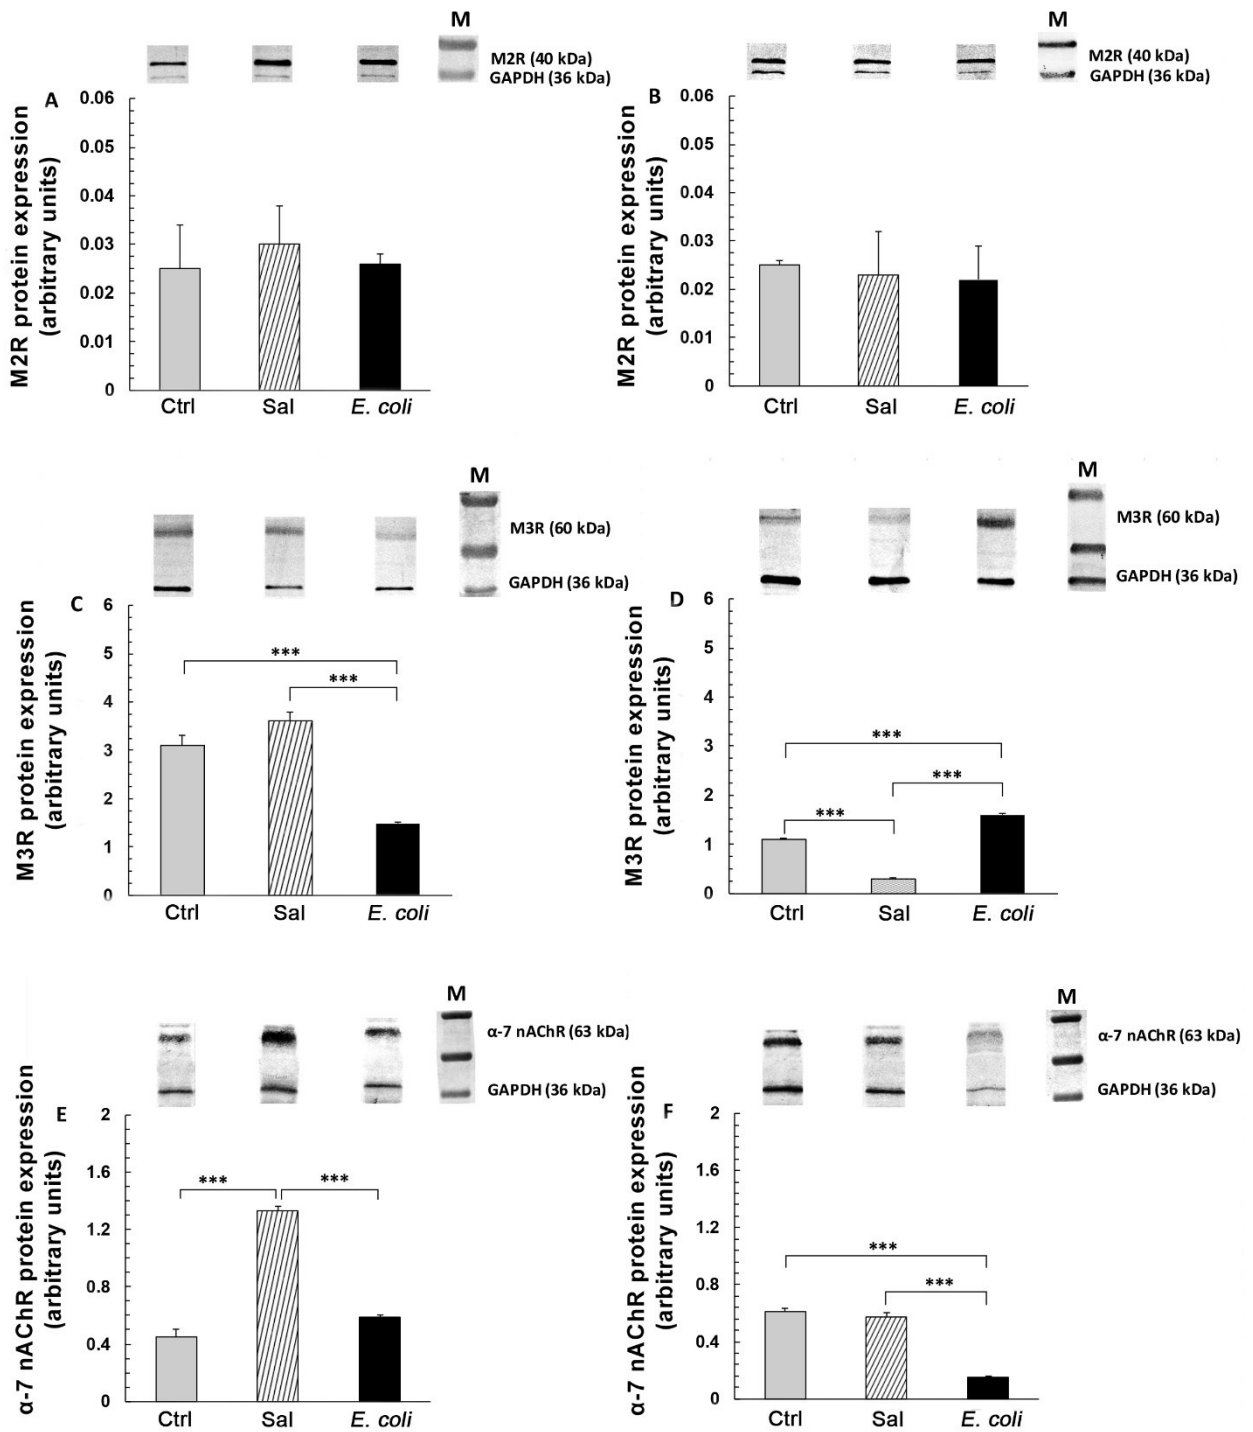 M
M2R (40 kDa)
GAPDH (36 kDa)
A
M2R protein expression
(arbitrary units)
0.06
0.05
0.04
0.03
0.02
0.01
0
Ctrl Sal E. coli
M
M2R (40 kDa)
GAPDH (36 kDa)
B
M2R protein expression
(arbitrary units)
0.06
0.05
0.04
0.03
0.02
0.01
0
Ctrl Sal E. coli
M
M3R (60 kDa)
GAPDH (36 kDa)
C
M3R protein expression
(arbitrary units)
6
5
4
3
2
1
0
***
***
Ctrl Sal E. coli
M
M3R (60 kDa)
GAPDH (36 kDa)
D
M3R protein expression
(arbitrary units)
6
5
4
3
2
1
0
***
***
***
Ctrl Sal E. coli
M
α-7 nAChR (63 kDa)
GAPDH (36 kDa)
E
α-7 nAChR protein expression
(arbitrary units)
2
1.6
1.2
0.8
0.4
0
*** ***
Ctrl Sal E. coli
M
α-7 nAChR (63 kDa)
GAPDH (36 kDa)
F
α-7 nAChR protein expression
(arbitrary units)
2
1.6
1.2
0.8
0.4
0
***
***
Ctrl Sal E. coli